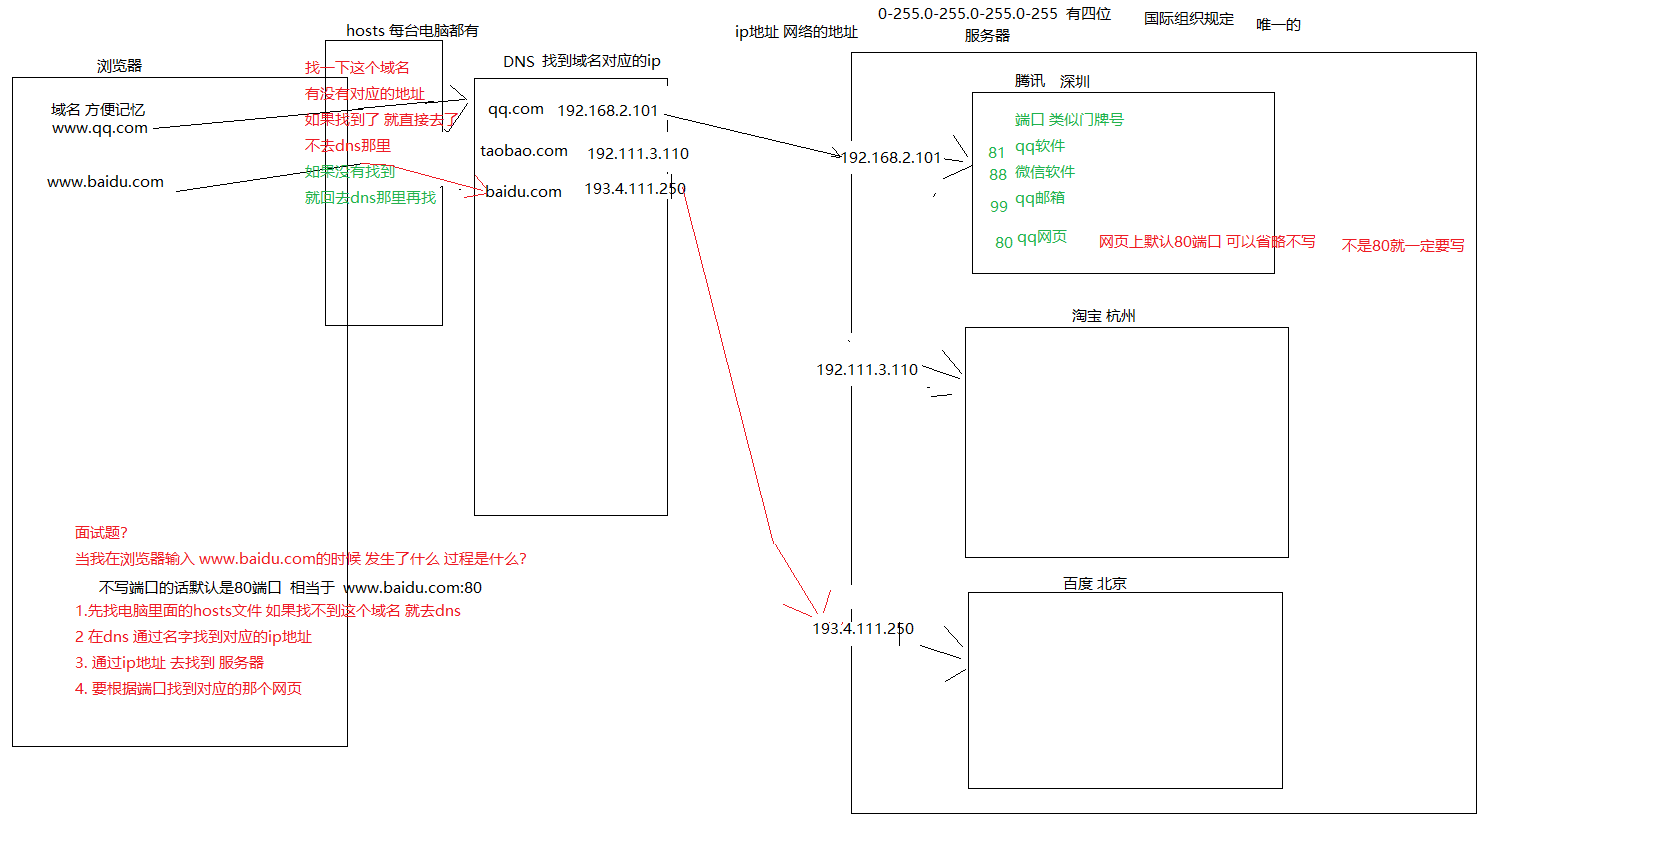 浏览器
域名 方便记忆
www.qq.com
www.baidu.com
面试题?
当我在浏览器输入 www.baidu.com的时候 发生了什么 过程是什么?
不写端口的话默认是80端口 相当于 www.baidu.com:80
1.先找电脑里面的hosts文件 如果找不到这个域名 就去dns
2 在dns 通过名字找到对应的ip地址
3. 通过ip地址 去找到 服务器
4. 要根据端口找到对应的那个网页
hosts 每台电脑都有
找一下这个域名
有没有对应的地址
如果找到了 就直接去了
不去dns那里
如果没有找到
就回去dns那里再找
DNS 找到域名对应的ip
qq.com 192.168.2.101
taobao.com 192.111.3.110
baidu.com 193.4.111.250
ip地址 网络的地址
0-255.0-255.0-255.0-255 有四位
国际组织规定
唯一的
服务器
腾讯 深圳
192.168.2.101
端口 类似门牌号
81 qq软件
88 微信软件
99 qq邮箱
80 qq网页
网页上默认80端口 可以省略不写
不是80就一定要写
淘宝 杭州
192.111.3.110
百度 北京
193.4.111.250